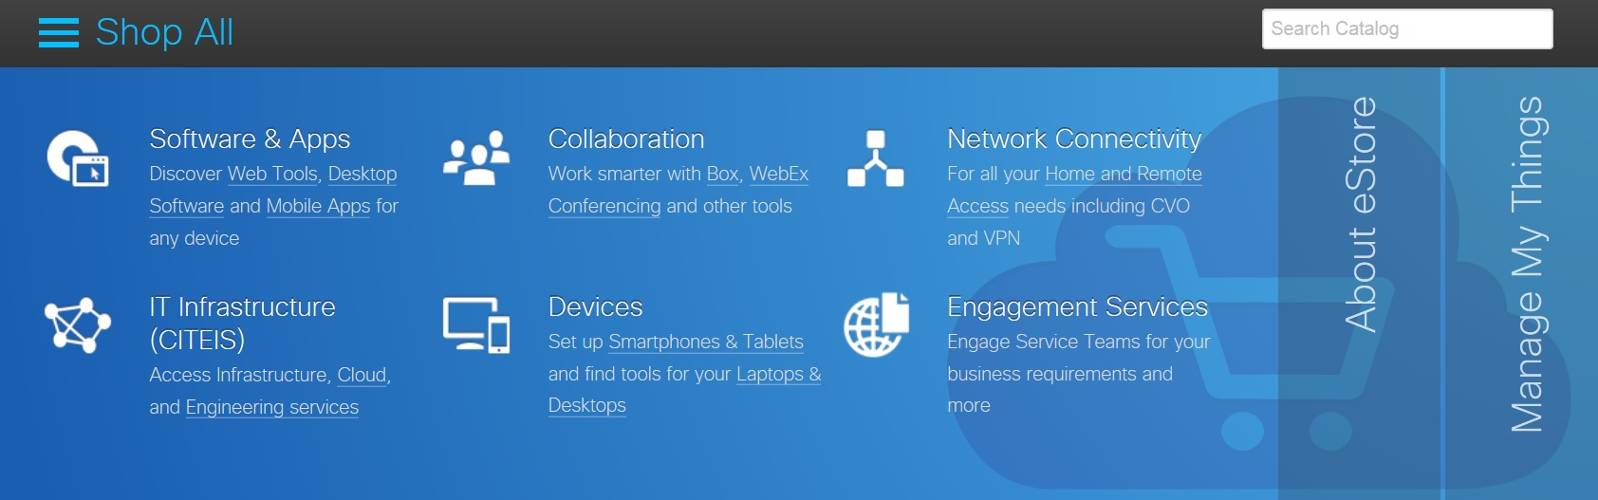 Shop All
Search Catalog
Software & Apps
Discover Web Tools, Desktop
Software and Mobile Apps for
any device
Collaboration
Work smarter with Box, WebEx
Conferencing and other tools
Network Connectivity
For all your Home and Remote
Access needs including CVO
and VPN
IT Infrastructure
(CITEIS)
Access Infrastructure, Cloud,
and Engineering services
Devices
Set up Smartphones & Tablets
and find tools for your Laptops &
Desktops
Engagement Services
Engage Service Teams for your
business requirements and
more
About eStore
Manage My Things